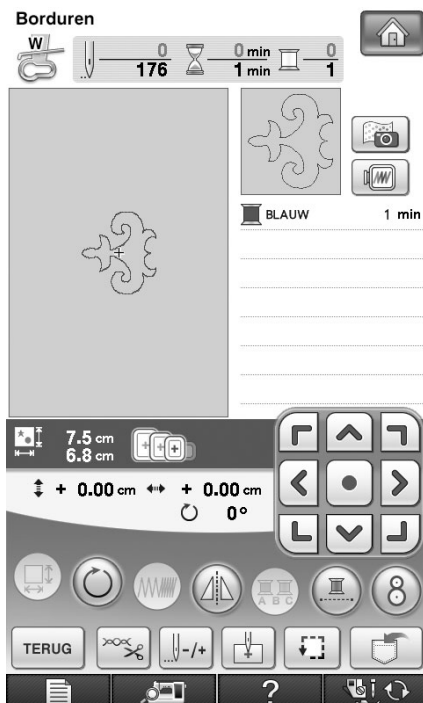 Borduren
W
0 0 min 0
176 1 min 1
BLAUW 1 min
7.5 cm
6.8 cm
+ 0.00 cm + 0.00 cm
0°
A B C
8
TERUG -/+
? i